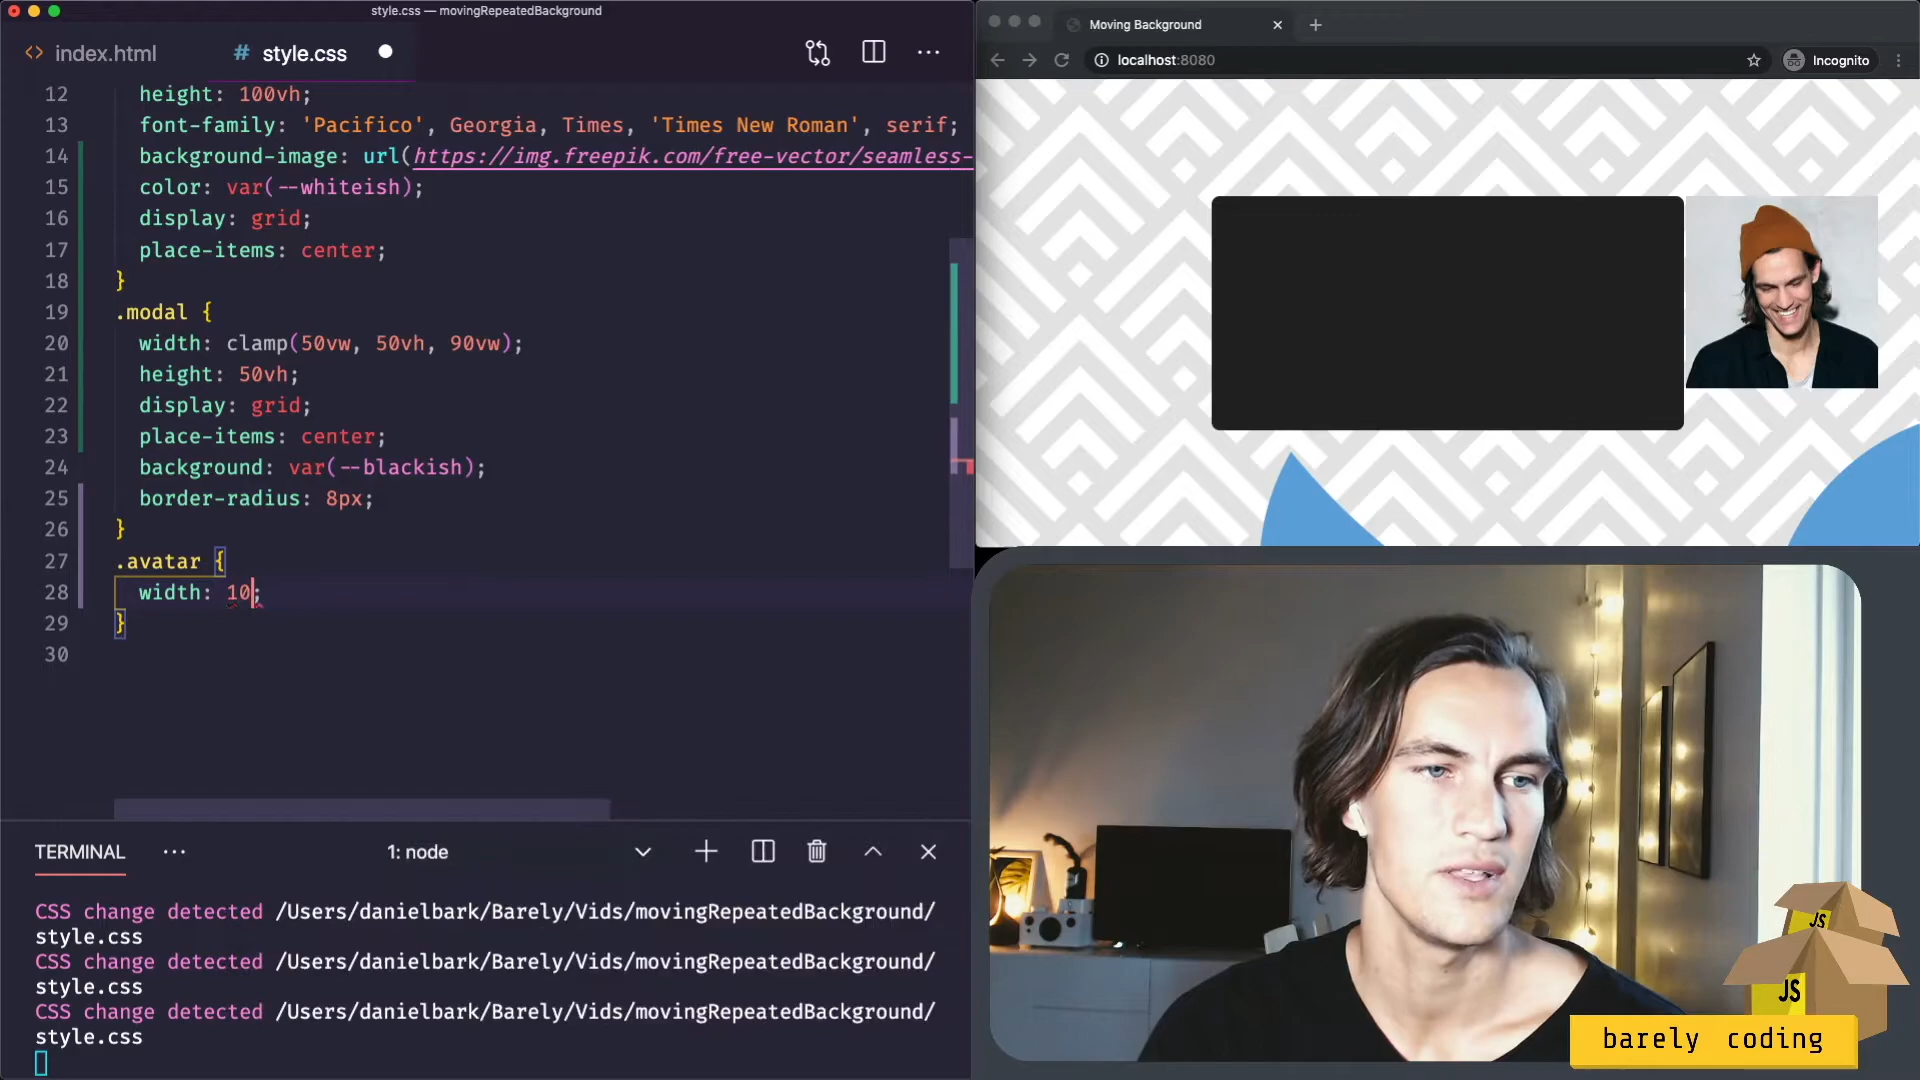 style.css — movingRepeatedBackground
index.html
# style.css
12 height: 100vh;
13 font-family: 'Pacifico', Georgia, Times, 'Times New Roman', serif;
14 background-image: url(https://img.freepik.com/free-vector/seamless-
15 color: var(--whiteish);
16 display: grid;
17 place-items: center;
18 }
19 .modal {
20 width: clamp(50vw, 50vh, 90vw);
21 height: 50vh;
22 display: grid;
23 place-items: center;
24 background: var(--blackish);
25 border-radius: 8px;
26 }
27 .avatar {
28 width: 10;
29 }
30
TERMINAL
1: node
CSS change detected /Users/danielbark/Barely/Vids/movingRepeatedBackground/
style.css
CSS change detected /Users/danielbark/Barely/Vids/movingRepeatedBackground/
style.css
CSS change detected /Users/danielbark/Barely/Vids/movingRepeatedBackground/
style.css
Moving Background
localhost:8080
Incognito
JS
JS
barely coding